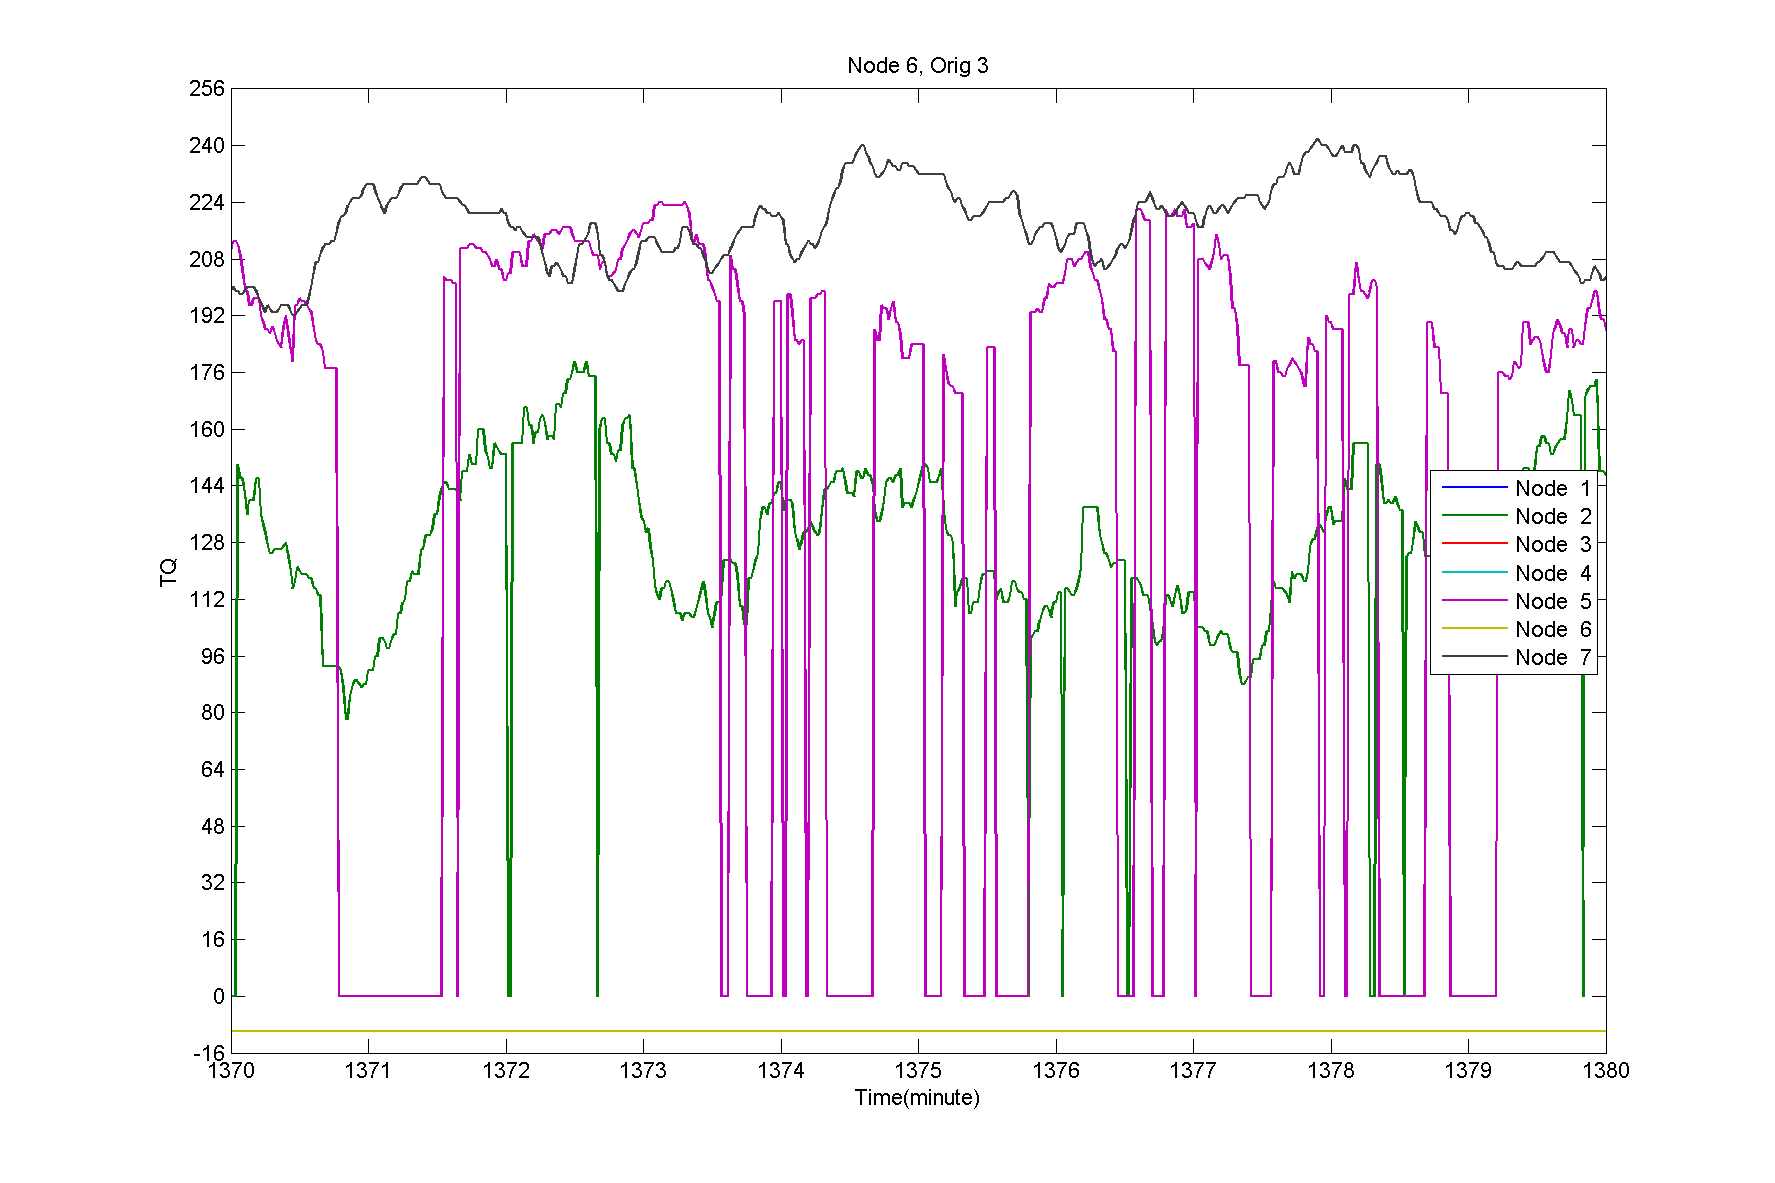 Node 6, Orig 3
256
240
224
208
192
176
160
144
128
112
96
80
64
48
32
16
0
-16
TQ
1370 1371 1372 1373 1374 1375 1376 1377 1378 1379 1380
Time(minute)
Node 1
Node 2
Node 3
Node 4
Node 5
Node 6
Node 7